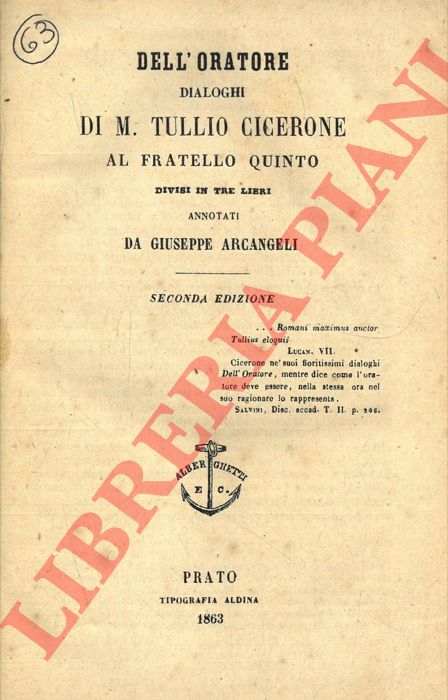 63
DELL'ORATORE
DIALOGHI
DI M. TULLIO CICERONE
AL FRATELLO QUINTO
DIVISI IN TRE LIBRI
ANNOTATI
DA GIUSEPPE ARCANGELI
SECONDA EDIZIONE
. . . Romani maximus auctor
Tullius eloquii
LUCAN. VII.
Cicerone ne' suoi fioritissimi dialoghi
Dell'Oratore, mentre dice come l'ora-
tore deve essere, nella stessa ora nel
suo ragionare lo rappresenta.
SALVINI, Disc. accad. T. II. p. 206.
ALBERGHETTI
E C.
PRATO
TIPOGRAFIA ALDINA
1863
LIBRERIA PIANI